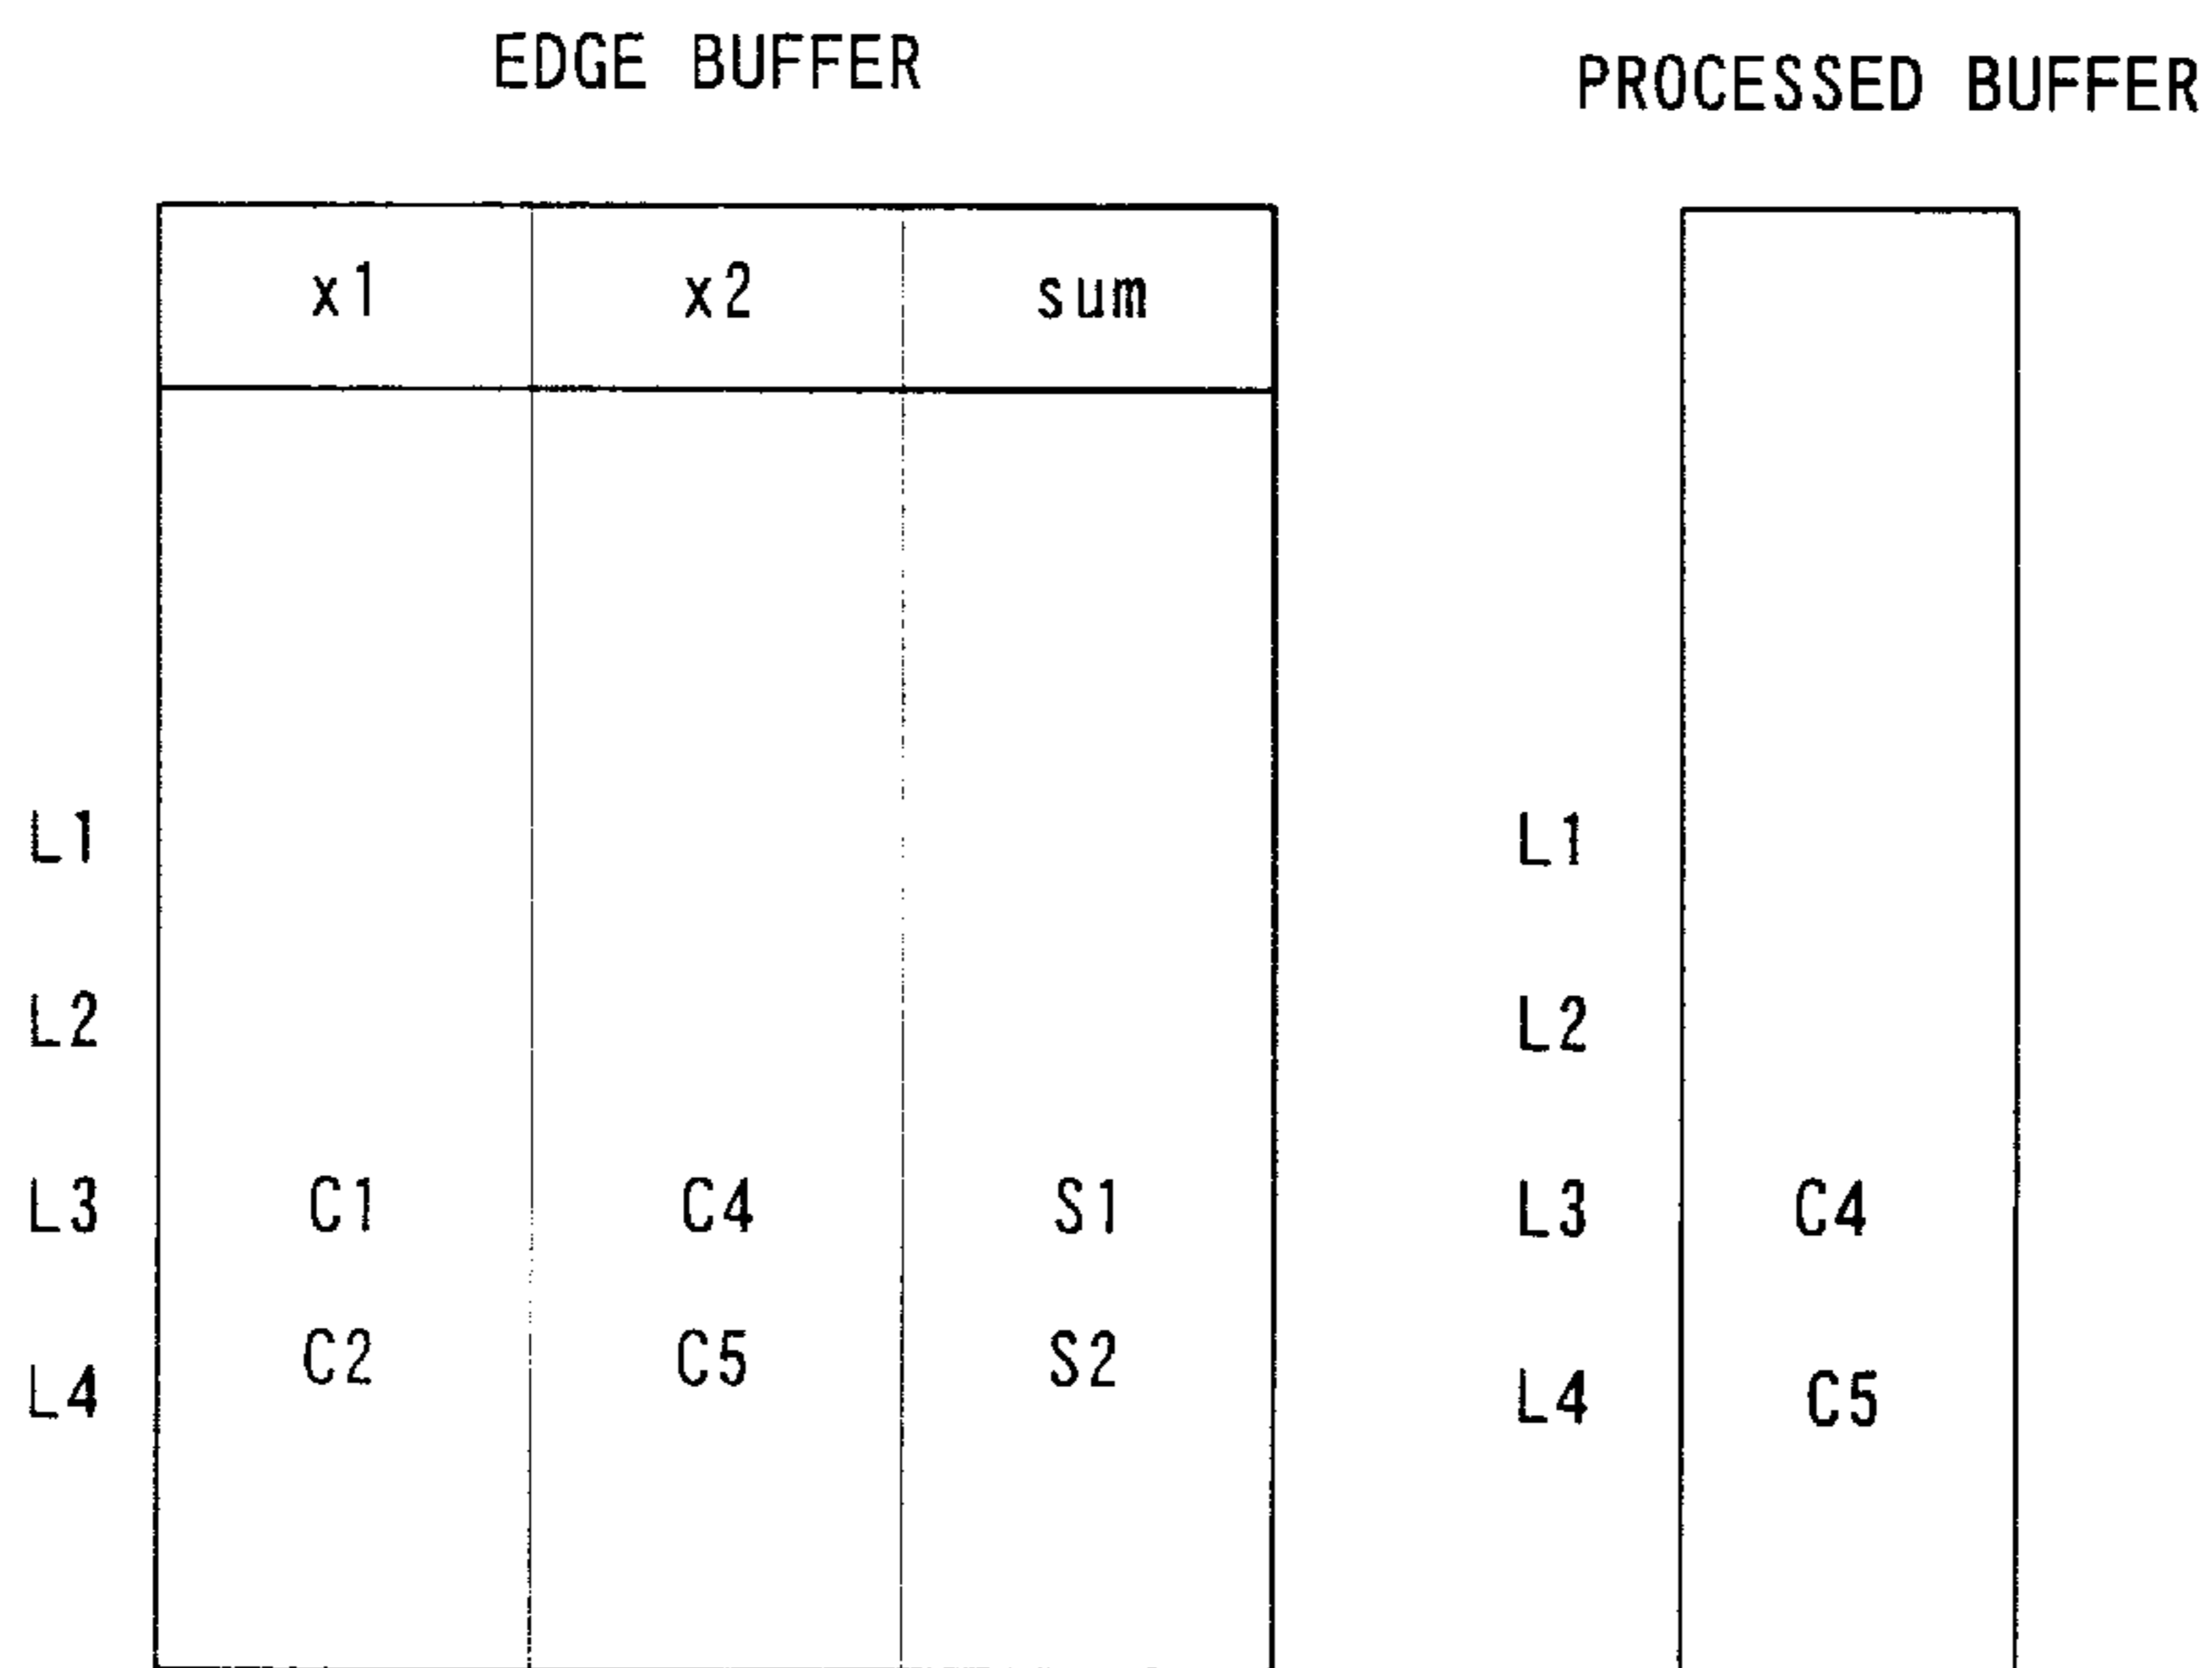 EDGE BUFFER
x1 x2 sum
L1
L2
L3 C1 C4 S1
L4 C2 C5 S2
PROCESSED BUFFER
L1
L2
L3 C4
L4 C5